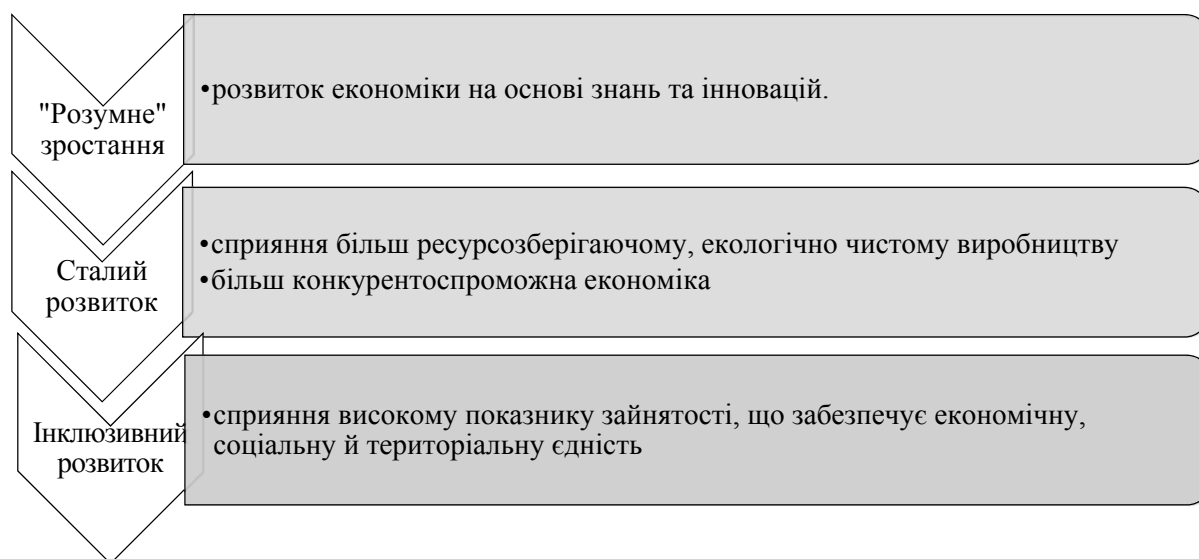 "Розумне"
зростання
•розвиток економіки на основі знань та інновацій.
Сталий
розвиток
•сприяння більш ресурсозберігаючому, екологічно чистому виробництву
•більш конкурентоспроможна економіка
Інклюзивний
розвиток
•сприяння високому показнику зайнятості, що забезпечує економічну,
соціальну й територіальну єдність